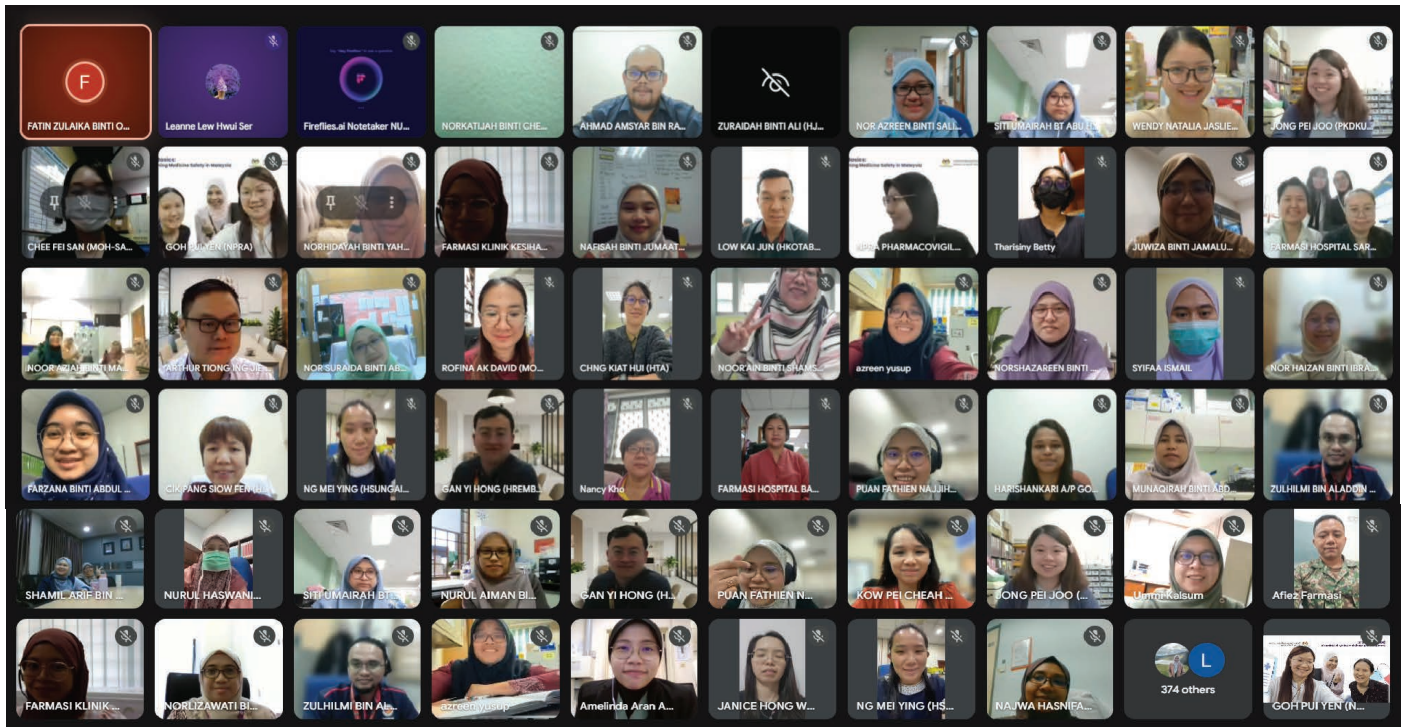 F
FATIN ZULAIKA BINTI O...
Leanne Lew Hwui Ser
Fireflies.ai Notetaker NU...
NORKATIJAH BINTI CHE...
AHMAD AMSYAR BIN RA...
ZURAIDAH BINTI ALI (HJ...
NOR AZREEN BINTI SALI...
SITI UMAIRAH BT ABU H...
WENDY NATALIA JASLIE...
JONG PEI JOO (PKDKU...
CHEE FEI SAN (MOH-SA...
ning Medicine Safety in Malaysia
GOH PUI YEN (NPRA)
NORHIDAYAH BINTI YAH...
FARMASI KLINIK KESIHA...
NAFISAH BINTI JUMAAT...
LOW KAI JUN (HKOTAB...
NPRA PHARMACOVIGIL...
Tharisiny Betty
JUWIZA BINTI JAMALU...
FARMASI HOSPITAL SAR...
NOOR AZIAH BINTI MA...
ARTHUR TIONG ING JIE...
NOR SURAIDA BINTI AB...
ROFINA AK DAVID (MO...
CHNG KIAT HUI (HTA)
NOOR AIN BINTI SHAMS...
azreen yusup
NORSHAZAREEN BINTI ...
SYIFAA ISMAIL
NOR HAIZAN BINTI IBRA...
FARZANA BINTI ABDUL ...
CIK PANG SIOW FEN (H...
NG MEI YING (HSUNGAI...
GAN YI HONG (HREMB...
Nancy Kho
FARMASI HOSPITAL BA...
PUAN FATHIEN NAJJIH...
HARISHANKARI A/P GO...
MUNAQIRAH BINTI ABD...
ZULHILMI BIN ALADDIN ...
SHAMIL ARIF BIN ...
NURUL HASWANI...
SITI UMAIRAH BT...
NURUL AIMAN BI...
GAN YI HONG (H...
PUAN FATHIEN N...
KOW PEI CHEAH ...
JONG PEI JOO (...
Ummi Kalsum
Afiez Farmasi
FARMASI KLINIK ...
NORLIZAWATI BI...
ZULHILMI BIN AL...
azreen yusup
Amelinda Aran A...
JANICE HONG W...
NG MEI YING (HS...
NAJWA HASNIFA...
L
374 others
GOH PUI YEN (N...